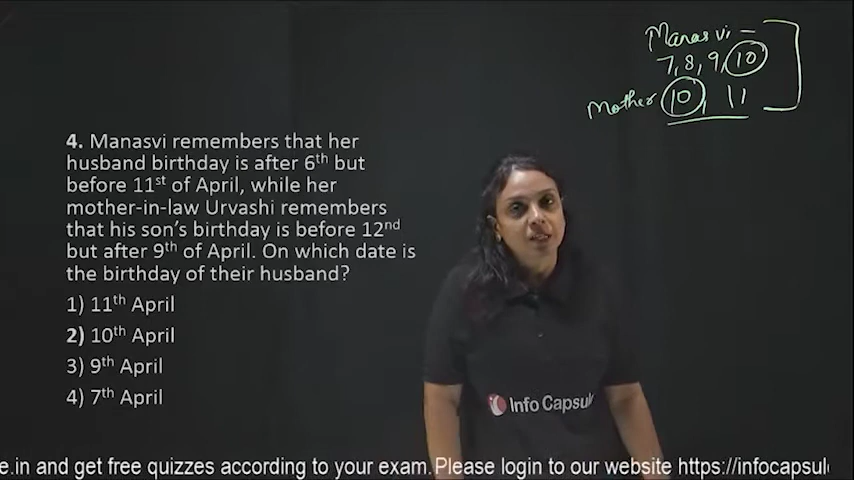 Manasvi –
7, 8, 9, 10
Mother 10, 11
4. Manasvi remembers that her
husband birthday is after 6th but
before 11st of April, while her
mother-in-law Urvashi remembers
that his son's birthday is before 12nd
but after 9th of April. On which date is
the birthday of their husband?
1) 11th April
2) 10th April
3) 9th April
4) 7th April
Info Capsul
e.in and get free quizzes according to your exam.Please login to our website https://infocapsul